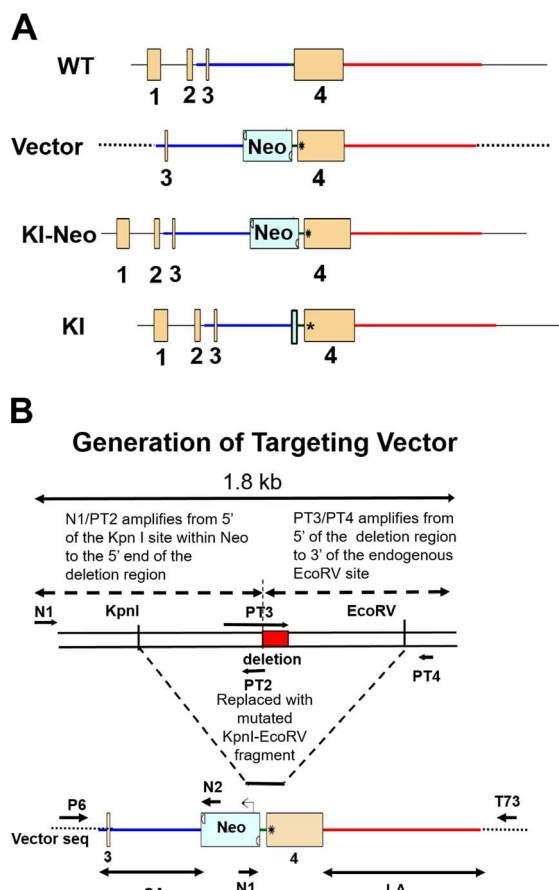 A
WT
1 2 3 4
Vector
Neo
*
3 4
KI-Neo
Neo
*
1 2 3 4
KI
*
1 2 3 4
B
Generation of Targeting Vector
1.8 kb
N1/PT2 amplifies from 5'
of the Kpn I site within Neo
to the 5' end of the
deletion region
PT3/PT4 amplifies from
5' of the deletion region
to 3' of the endogenous
EcoRV site
N1 KpnI PT3 EcoRV
deletion
PT2
PT4
Replaced with
mutated
KpnI-EcoRV
fragment
P6 N2 T73
Vector seq
Neo
*
3 4
N1